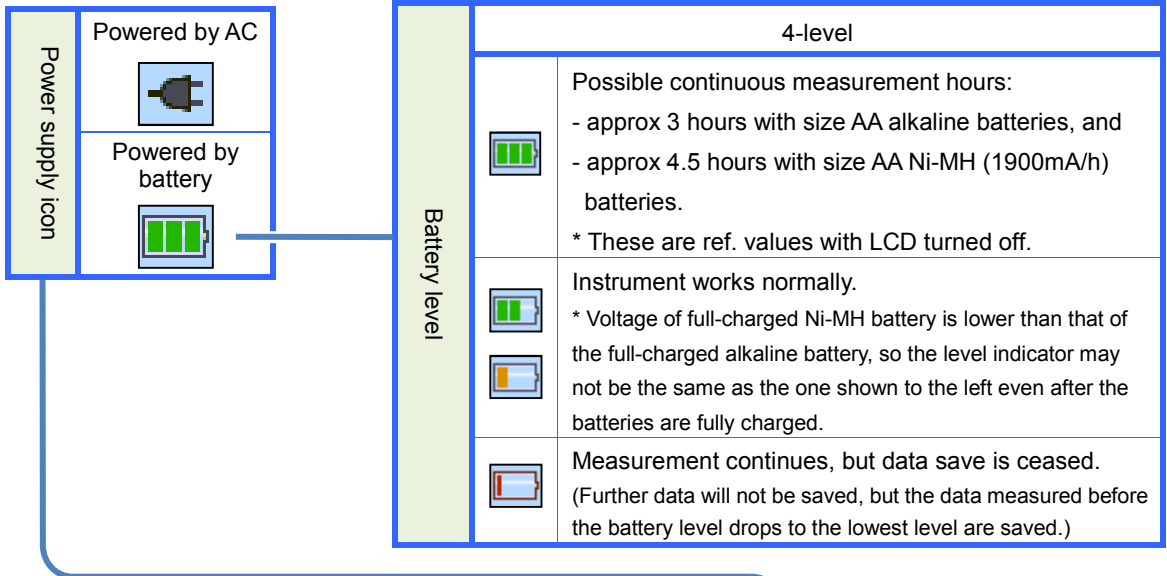 Power supply icon
Powered by AC
Powered by
battery
Battery level
4-level
Possible continuous measurement hours:
- approx 3 hours with size AA alkaline batteries, and
- approx 4.5 hours with size AA Ni-MH (1900mA/h)
batteries.
* These are ref. values with LCD turned off.
Instrument works normally.
* Voltage of full-charged Ni-MH battery is lower than that of
the full-charged alkaline battery, so the level indicator may
not be the same as the one shown to the left even after the
batteries are fully charged.
Measurement continues, but data save is ceased.
(Further data will not be saved, but the data measured before
the battery level drops to the lowest level are saved.)